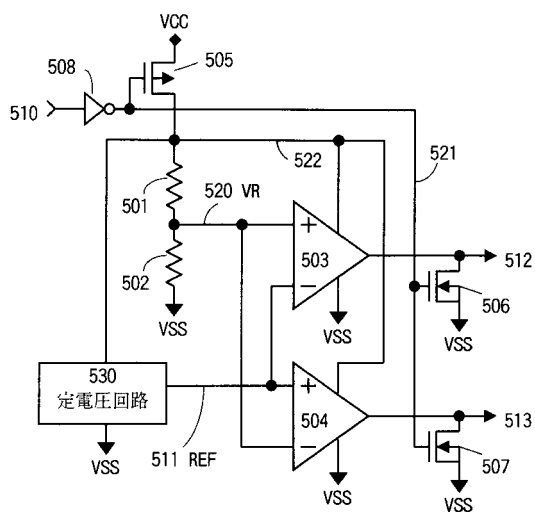 VCC
508
505
510
522
521
501
520 VR
+
503
−
512
502
506
VSS
VSS
VSS
530
定電圧回路
+
504
−
513
511 REF
507
VSS
VSS
VSS